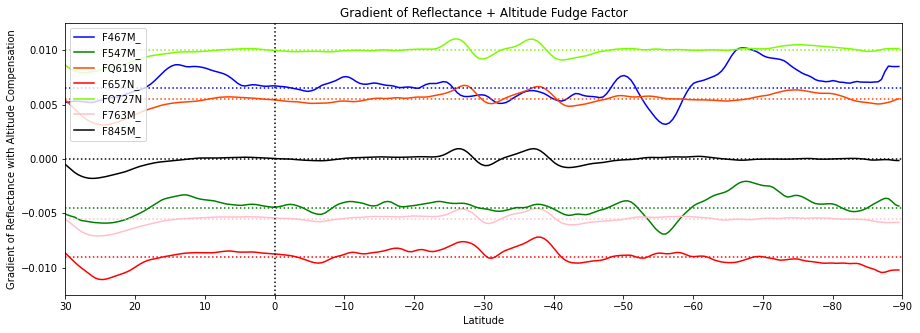 Gradient of Reflectance + Altitude Fudge Factor
Gradient of Reflectance with Altitude Compensation
0.010
0.005
0.000
−0.005
−0.010
F467M_
F547M_
FQ619N
F657N_
FQ727N
F763M_
F845M_
30 20 10 0 −10 −20 −30 −40 −50 −60 −70 −80 −90
Latitude